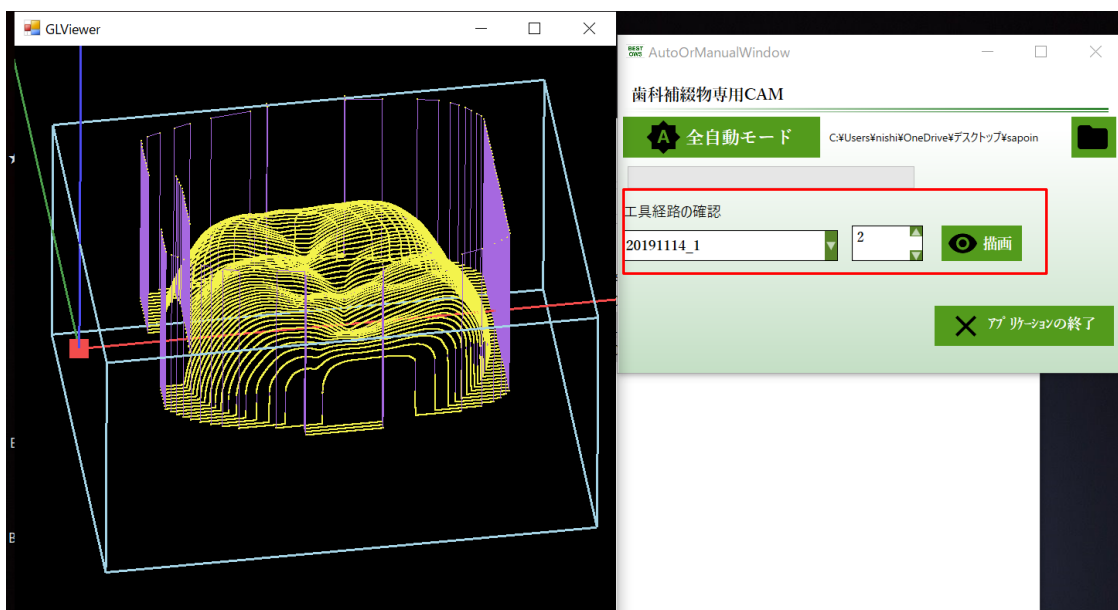 GLViewer
BEST
AutoOrManualWindow
歯科補綴物専用CAM
A 全自動モード
C:¥Users¥nishi¥OneDrive¥デスクトップ¥sapoin
工具経路の確認
20191114_1
2
描画
アプリケーションの終了